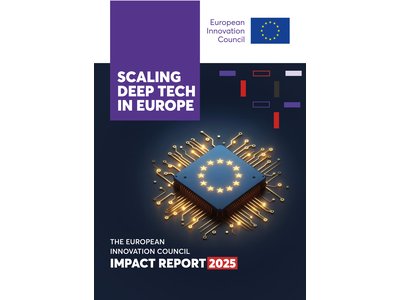 European
Innovation
Council
SCALING
DEEP TECH
IN EUROPE
THE EUROPEAN
INNOVATION COUNCIL
IMPACT REPORT 2025